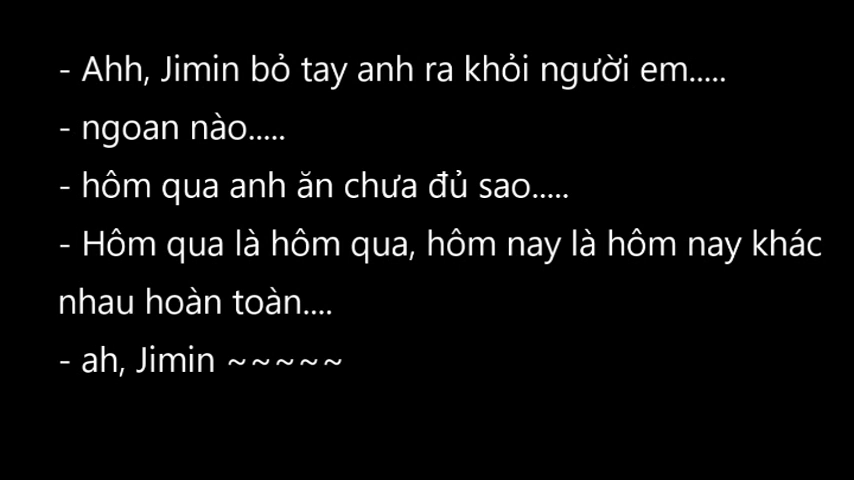 - Ahh, Jimin bỏ tay anh ra khỏi người em.....
- ngoan nào.....
- hôm qua anh ăn chưa đủ sao.....
- Hôm qua là hôm qua, hôm nay là hôm nay khác
nhau hoàn toàn....
- ah, Jimin ~~~~~